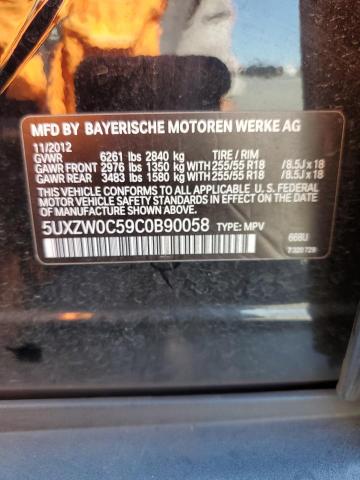 MFD BY BAYERISCHE MOTOREN WERKE AG
11/2012
GVWR 6261 lbs 2840 kg TIRE / RIM
GAWR FRONT 2976 lbs 1350 kg WITH 255/55 R18 /8.5J x 18
GAWR REAR 3483 lbs 1580 kg WITH 255/55 R18 /8.5J x 18
THIS VEHICLE CONFORMS TO ALL APPLICABLE U.S. FEDERAL
MOTOR VEHICLE SAFETY STANDARDS IN EFFECT ON THE DATE
OF MANUFACTURE SHOWN ABOVE.
5UXZW0C59C0B90058 TYPE: MPV
668U
7320729